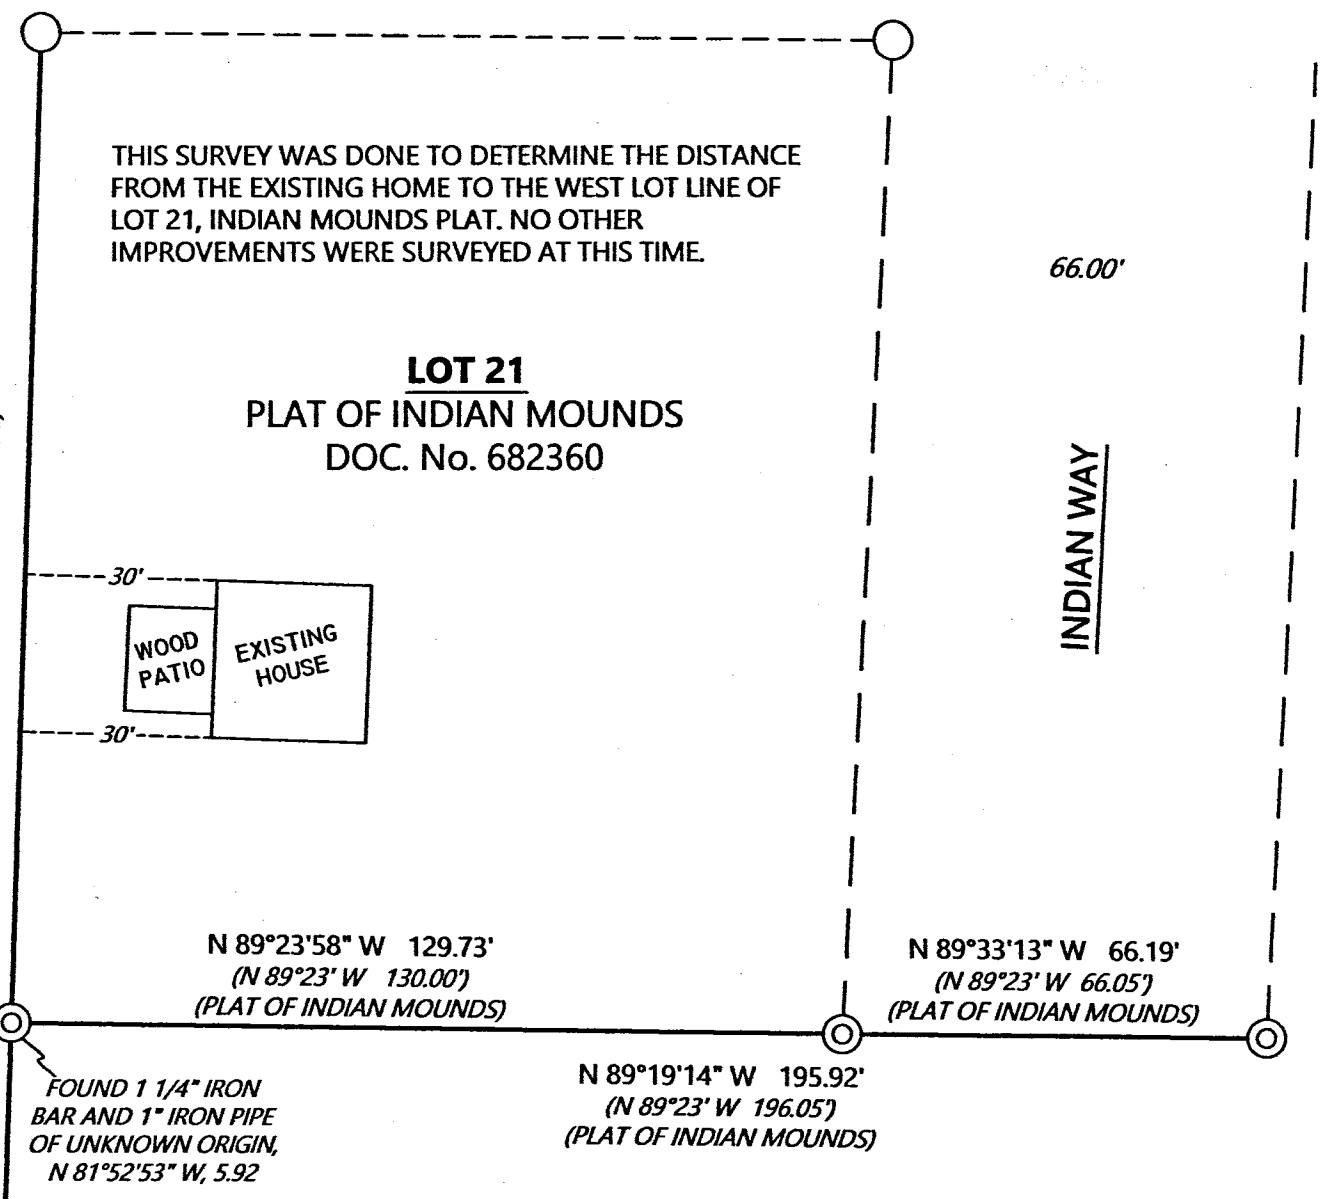 THIS SURVEY WAS DONE TO DETERMINE THE DISTANCE
FROM THE EXISTING HOME TO THE WEST LOT LINE OF
LOT 21, INDIAN MOUNDS PLAT. NO OTHER
IMPROVEMENTS WERE SURVEYED AT THIS TIME.
66.00'
LOT 21
PLAT OF INDIAN MOUNDS
DOC. No. 682360
INDIAN WAY
30'
WOOD
PATIO
EXISTING
HOUSE
30'
N 89°23'58" W 129.73'
(N 89°23' W 130.00')
(PLAT OF INDIAN MOUNDS)
N 89°33'13" W 66.19'
(N 89°23' W 66.05')
(PLAT OF INDIAN MOUNDS)
N 89°19'14" W 195.92'
(N 89°23' W 196.05')
(PLAT OF INDIAN MOUNDS)
FOUND 1 1/4" IRON
BAR AND 1" IRON PIPE
OF UNKNOWN ORIGIN,
N 81°52'53" W, 5.92